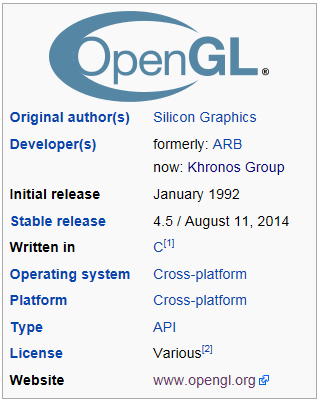 OpenGL®
Original author(s) Silicon Graphics
Developer(s) formerly: ARB
now: Khronos Group
Initial release January 1992
Stable release 4.5 / August 11, 2014
Written in C[1]
Operating system Cross-platform
Platform Cross-platform
Type API
License Various[2]
Website www.opengl.org